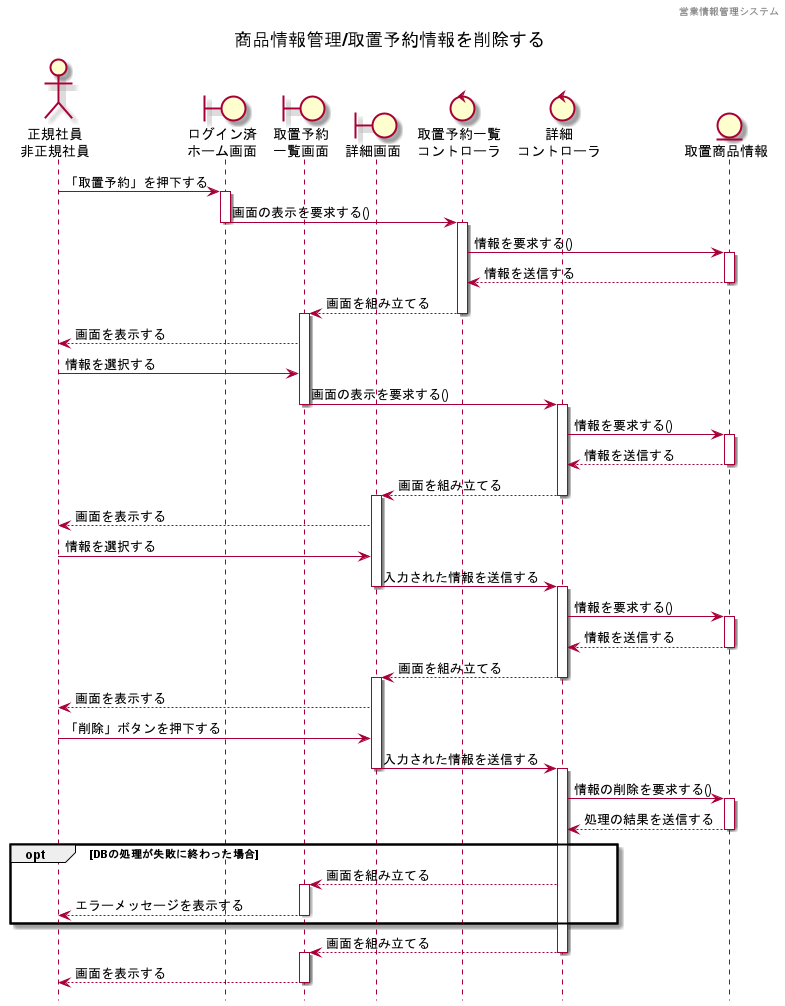 営業情報管理システム
商品情報管理/取置予約情報を削除する
正規社員
非正規社員
ログイン済
ホーム画面
取置予約
一覧画面
詳細画面
取置予約一覧
コントローラ
詳細
コントローラ
取置商品情報
「取置予約」を押下する
画面の表示を要求する()
情報を要求する()
情報を送信する
画面を組み立てる
画面を表示する
情報を選択する
画面の表示を要求する()
情報を要求する()
情報を送信する
画面を組み立てる
画面を表示する
情報を選択する
入力された情報を送信する
情報を要求する()
情報を送信する
画面を組み立てる
画面を表示する
「削除」ボタンを押下する
入力された情報を送信する
情報の削除を要求する()
処理の結果を送信する
opt [DBの処理が失敗に終わった場合]
画面を組み立てる
エラーメッセージを表示する
画面を組み立てる
画面を表示する